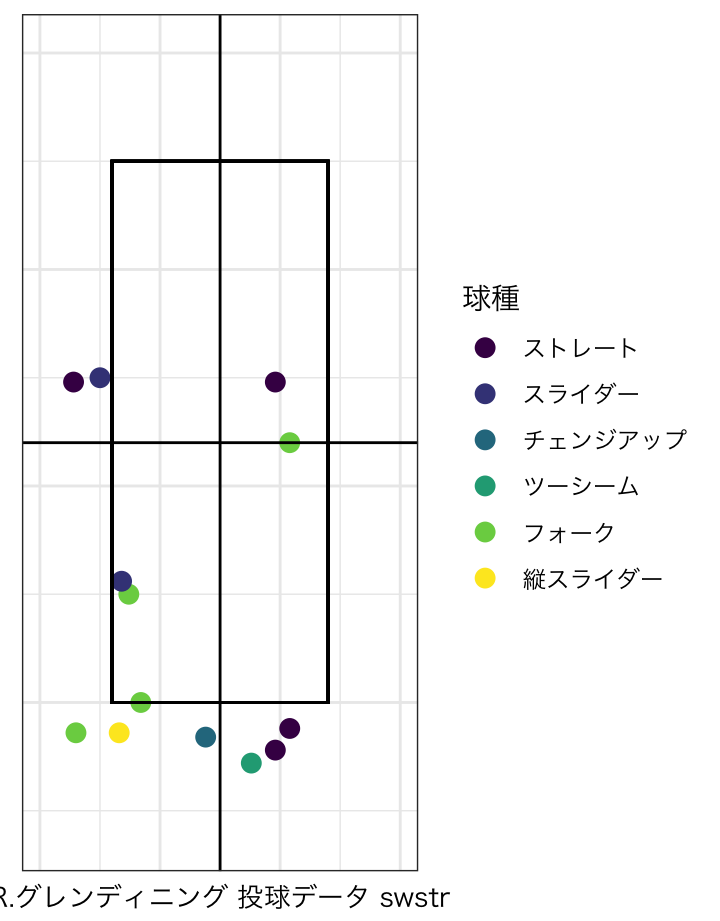 球種
ストレート
スライダー
チェンジアップ
ツーシーム
フォーク
縦スライダー
R.グレンディニング 投球データ swstr